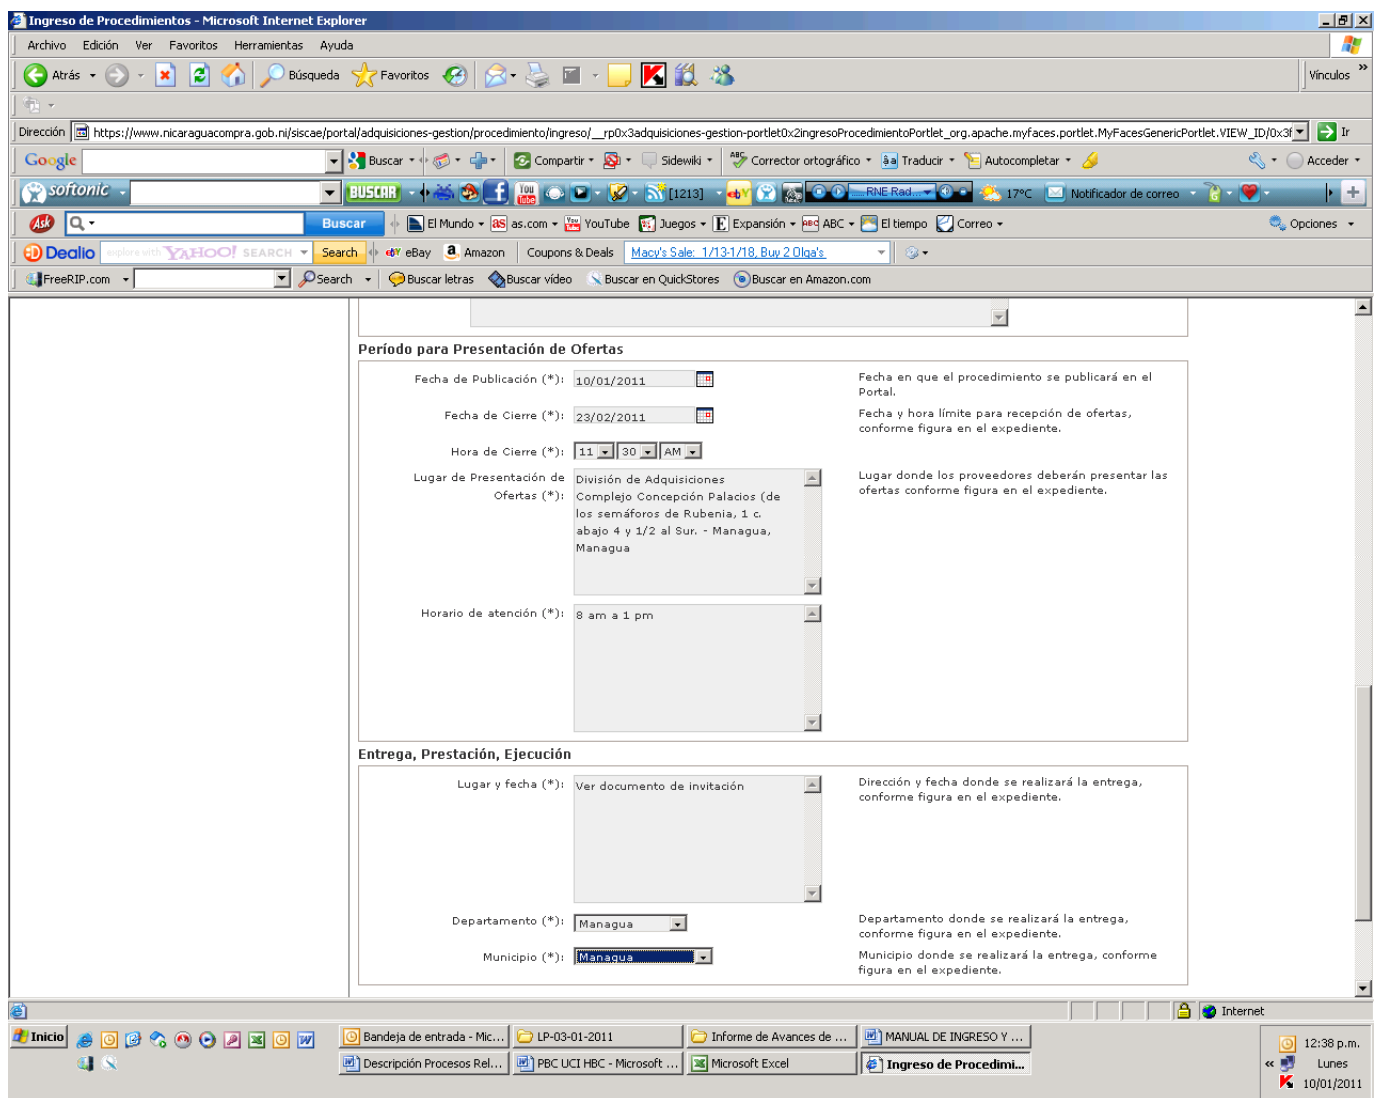 Ingreso de Procedimientos - Microsoft Internet Explorer
Archivo Edición Ver Favoritos Herramientas Ayuda
Atrás Búsqueda Favoritos Vínculos »
Dirección https://www.nicaraguacompra.gob.ni/siscae/portal/adquisiciones-gestion/procedimiento/ingreso/__rp0x3adquisiciones-gestion-portlet0x2ingresoProcedimientoPortlet_org.apache.myfaces.portlet.MyFacesGenericPortlet.VIEW_ID/0x3f Ir
Google Buscar Compartir Sidewiki Corrector ortográfico Traducir Autocompletar Acceder
softonic BUSCAR [1213] RNE Rad... 17°C Notificador de correo
Ask Buscar El Mundo as.com YouTube Juegos Expansión ABC El tiempo Correo Opciones
Dealio explore with YAHOO! SEARCH Search eBay Amazon Coupons & Deals Macy's Sale: 1/13-1/18, Buy 2 Olga's
FreeRIP.com Search Buscar letras Buscar vídeo Buscar en QuickStores Buscar en Amazon.com
Período para Presentación de Ofertas
Fecha de Publicación (*): 10/01/2011 Fecha en que el procedimiento se publicará en el
Portal.
Fecha de Cierre (*): 23/02/2011 Fecha y hora límite para recepción de ofertas,
conforme figura en el expediente.
Hora de Cierre (*): 11 30 AM
Lugar de Presentación de División de Adquisiciones Lugar donde los proveedores deberán presentar las
Ofertas (*): Complejo Concepción Palacios (de ofertas conforme figura en el expediente.
los semáforos de Rubenia, 1 c.
abajo 4 y 1/2 al Sur. - Managua,
Managua
Horario de atención (*): 8 am a 1 pm
Entrega, Prestación, Ejecución
Lugar y fecha (*): Ver documento de invitación Dirección y fecha donde se realizará la entrega,
conforme figura en el expediente.
Departamento (*): Managua Departamento donde se realizará la entrega,
conforme figura en el expediente.
Municipio (*): Managua Municipio donde se realizará la entrega, conforme
figura en el expediente.
Internet
Inicio Bandeja de entrada - Mic... LP-03-01-2011 Informe de Avances de ... MANUAL DE INGRESO Y ... 12:38 p.m.
Descripción Procesos Rel... PBC UCI HBC - Microsoft ... Microsoft Excel Ingreso de Procedimi... « Lunes
10/01/2011